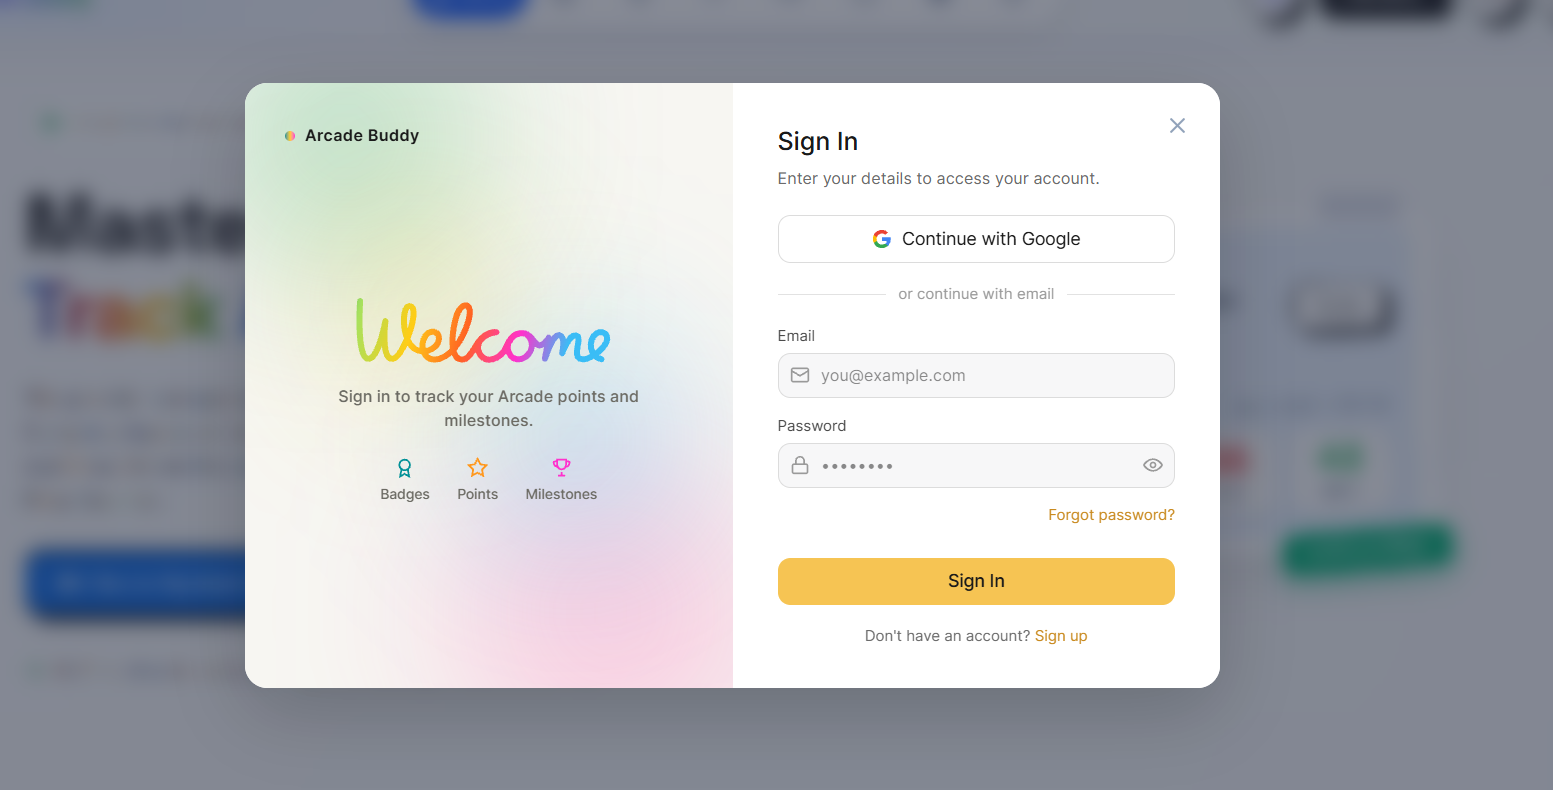 Arcade Buddy
Welcome
Sign in to track your Arcade points and
milestones.
Badges
Points
Milestones
Sign In
Enter your details to access your account.
Continue with Google
or continue with email
Email
you@example.com
Password
••••••••
Forgot password?
Sign In
Don't have an account? Sign up
Maste
Track